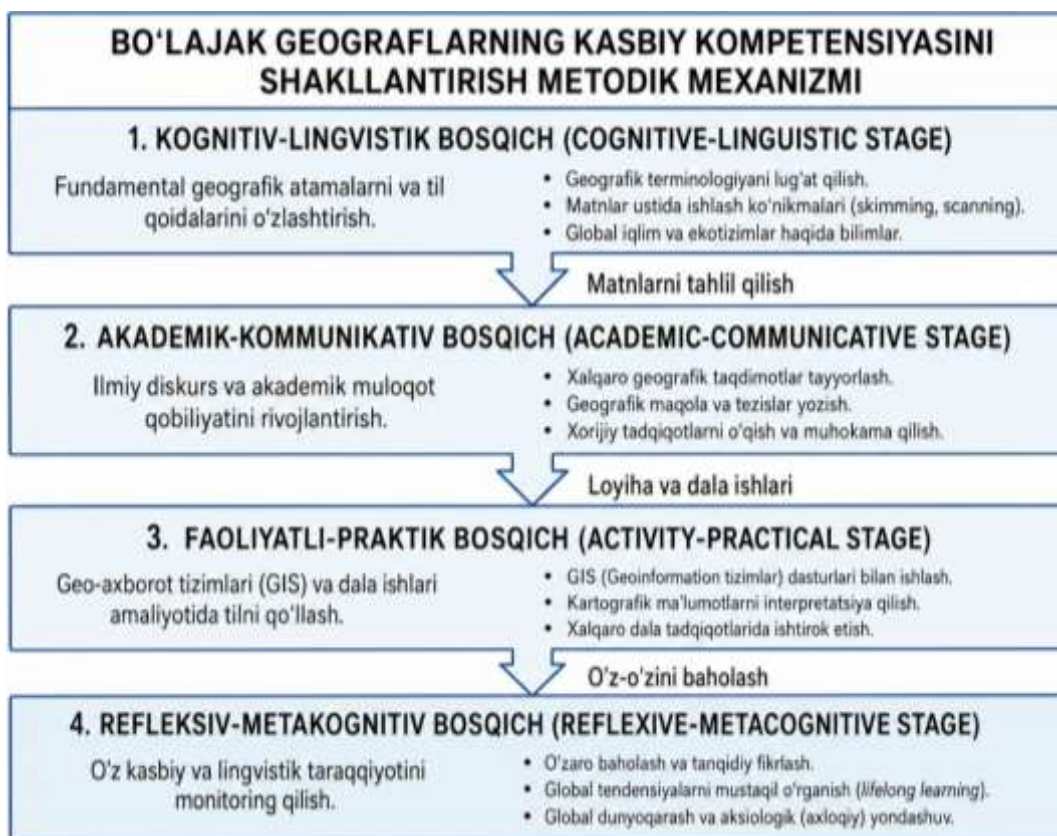 BO‘LAJAK GEOGRAFLARNING KASBIY KOMPETENSIYASINI
SHAKLLANTIRISH METODIK MEXANIZMI
1. KOGNITIV-LINGVISTIK BOSQICH (COGNITIVE-LINGUISTIC STAGE)
Fundamental geografik atamalarni va til
qoidalarini o‘zlashtirish.
• Geografik terminologiyani lug‘at qilish.
• Matnlar ustida ishlash ko‘nikmalari (skimming, scanning).
• Global iqlim va ekotizimlar haqida bilimlar.
Matnlarni tahlil qilish
2. AKADEMIK-KOMMUNIKATIV BOSQICH (ACADEMIC-COMMUNICATIVE STAGE)
Ilmiy diskurs va akademik muloqot
qobiliyatini rivojlantirish.
• Xalqaro geografik taqdimotlar tayyorlash.
• Geografik maqola va tezislar yozish.
• Xorijiy tadqiqotlarni o‘qish va muhokama qilish.
Loyiha va dala ishlari
3. FAOLIYATLI-PRAKTIK BOSQICH (ACTIVITY-PRACTICAL STAGE)
Geo-axborot tizimlari (GIS) va dala ishlari
amaliyotida tilni qo‘llash.
• GIS (Geoinformation tizimlar) dasturlari bilan ishlash.
• Kartografik ma’lumotlarni interpretatsiya qilish.
• Xalqaro dala tadqiqotlarida ishtirok etish.
O‘z-o‘zini baholash
4. REFLEKSIV-METAKOGNITIV BOSQICH (REFLEXIVE-METACOGNITIVE STAGE)
O‘z kasbiy va lingvistik taraqqiyotini
monitoring qilish.
• O‘zaro baholash va tanqidiy fikrlash.
• Global tendensiyalarni mustaqil o‘rganish (lifelong learning).
• Global dunyoqarash va aksiologik (axloqiy) yondashuv.